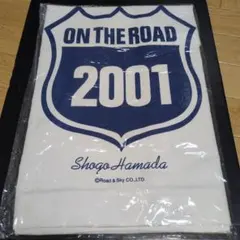 ON THE ROAD
2001
Shogo Hamada
©Road & Sky CO.,LTD